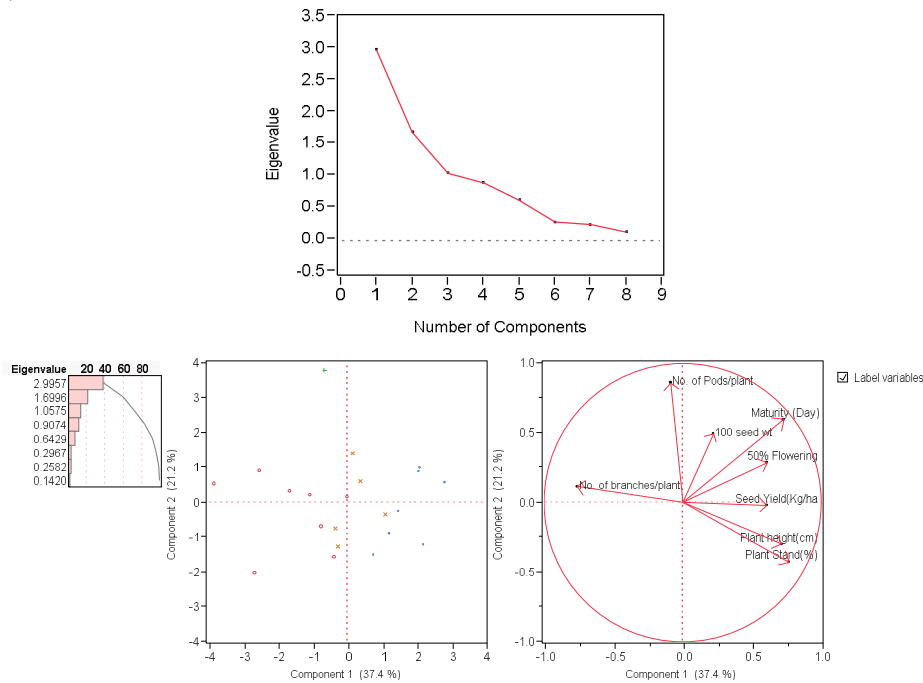 3.5
3.0
2.5
2.0
1.5
1.0
0.5
0.0
-0.5
Eigenvalue
0 1 2 3 4 5 6 7 8 9
Number of Components
Eigenvalue 20 40 60 80
2.9957
1.6996
1.0575
0.9074
0.6429
0.2967
0.2582
0.1420
4
3
2
1
0
-1
-2
-3
-4
Component 2 (21.2 %)
-4 -3 -2 -1 0 1 2 3 4
Component 1 (37.4 %)
1.0
0.5
0.0
-0.5
-1.0
Component 2 (21.2 %)
No. of Pods/plant
Maturity (Day)
100 seed wt
50% Flowering
No. of branches/plant
Seed Yield(Kg/ha
Plant height(cm)
Plant Stand(%)
-1.0 -0.5 0.0 0.5 1.0
Component 1 (37.4 %)
Label variables